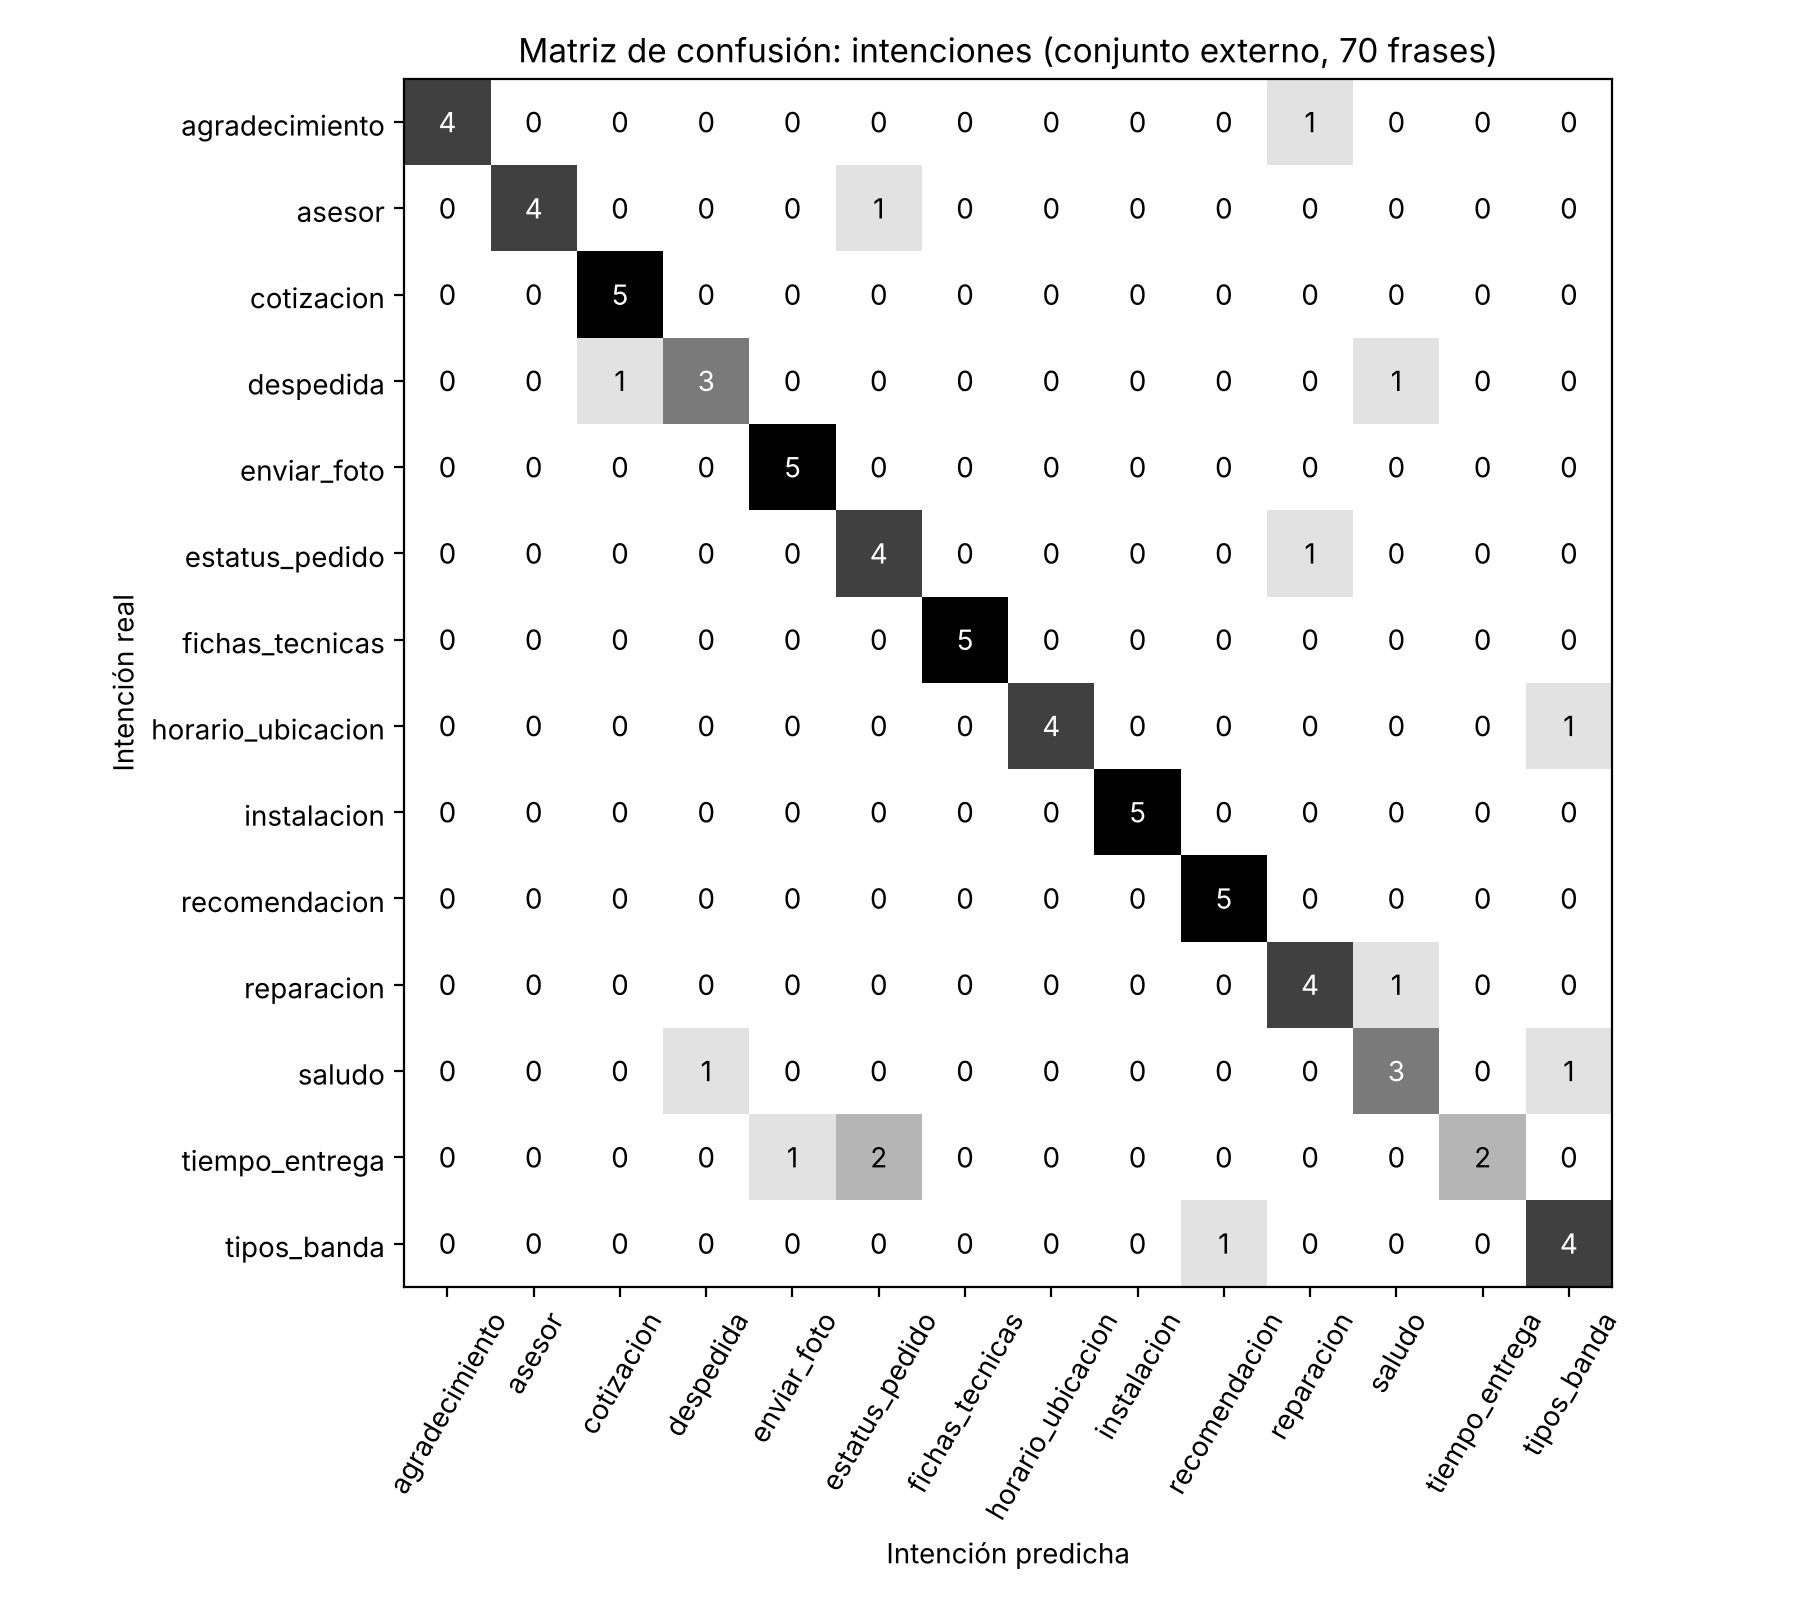 Matriz de confusión: intenciones (conjunto externo, 70 frases)
agradecimiento 4 0 0 0 0 0 0 0 0 0 1 0 0 0
asesor 0 4 0 0 0 1 0 0 0 0 0 0 0 0
cotizacion 0 0 5 0 0 0 0 0 0 0 0 0 0 0
despedida 0 0 1 3 0 0 0 0 0 0 0 1 0 0
enviar_foto 0 0 0 0 5 0 0 0 0 0 0 0 0 0
estatus_pedido 0 0 0 0 0 4 0 0 0 0 1 0 0 0
fichas_tecnicas 0 0 0 0 0 0 5 0 0 0 0 0 0 0
horario_ubicacion 0 0 0 0 0 0 0 4 0 0 0 0 0 1
instalacion 0 0 0 0 0 0 0 0 5 0 0 0 0 0
recomendacion 0 0 0 0 0 0 0 0 0 5 0 0 0 0
reparacion 0 0 0 0 0 0 0 0 0 0 4 1 0 0
saludo 0 0 0 1 0 0 0 0 0 0 0 3 0 1
tiempo_entrega 0 0 0 0 1 2 0 0 0 0 0 0 2 0
tipos_banda 0 0 0 0 0 0 0 0 0 1 0 0 0 4
Intención real
agradecimiento
asesor
cotizacion
despedida
enviar_foto
estatus_pedido
fichas_tecnicas
horario_ubicacion
instalacion
recomendacion
reparacion
saludo
tiempo_entrega
tipos_banda
Intención predicha